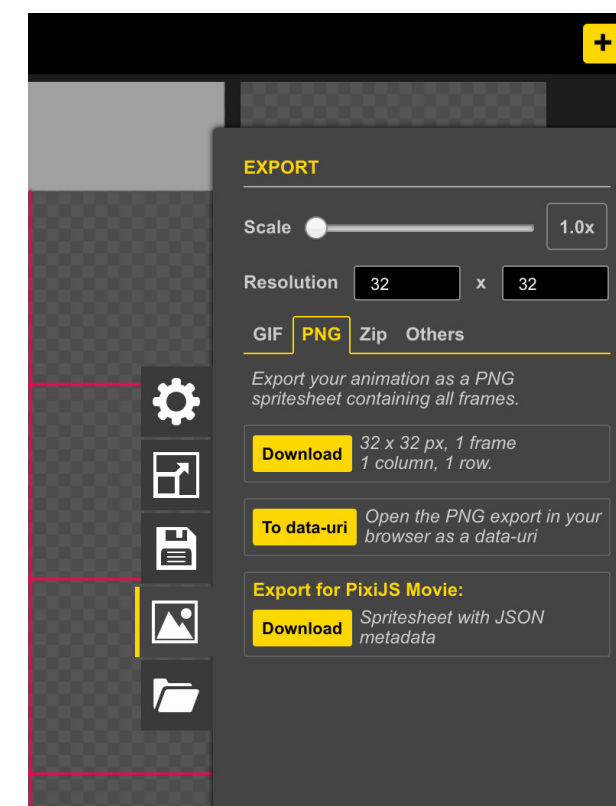 +
EXPORT
Scale 1.0x
Resolution 32 x 32
GIF PNG Zip Others
Export your animation as a PNG
spritesheet containing all frames.
Download 32 x 32 px, 1 frame
1 column, 1 row.
To data-uri Open the PNG export in your
browser as a data-uri
Export for PixiJS Movie:
Download Spritesheet with JSON
metadata